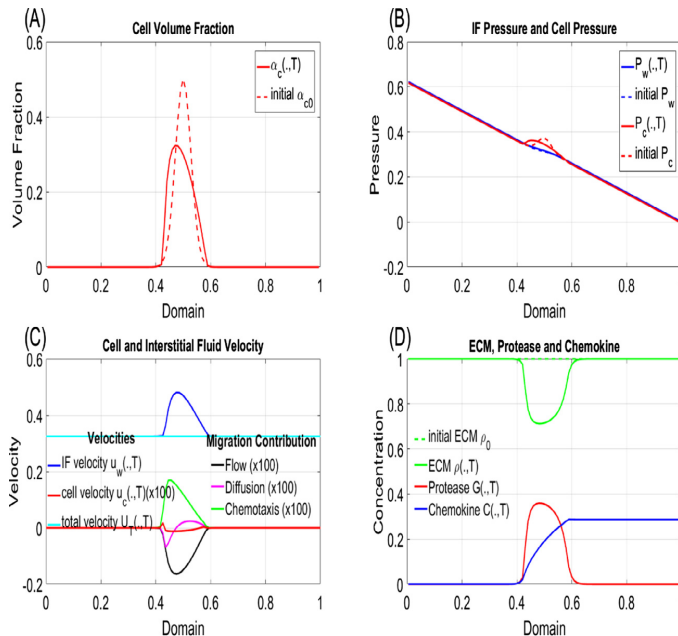 (A)
Cell Volume Fraction
0.6
0.4
0.2
0
Volume Fraction
α_c(.,T)
initial α_c0
0 0.2 0.4 0.6 0.8 1
Domain
(B)
IF Pressure and Cell Pressure
0.8
0.6
0.4
0.2
0
-0.2
Pressure
P_w(.,T)
initial P_w
P_c(.,T)
initial P_c
0 0.2 0.4 0.6 0.8
Domain
(C)
Cell and Interstitial Fluid Velocity
0.6
0.4
0.2
0
-0.2
Velocity
Velocities
IF velocity u_w(.,T)
cell velocity u_c(.,T)(x100)
total velocity U_T(.,T)
Migration Contribution
Flow (x100)
Diffusion (x100)
Chemotaxis (x100)
0 0.2 0.4 0.6 0.8 1
Domain
(D)
ECM, Protease and Chemokine
1
0.8
0.6
0.4
0.2
0
Concentration
initial ECM ρ_0
ECM ρ(.,T)
Protease G(.,T)
Chemokine C(.,T)
0 0.2 0.4 0.6 0.8
Domain